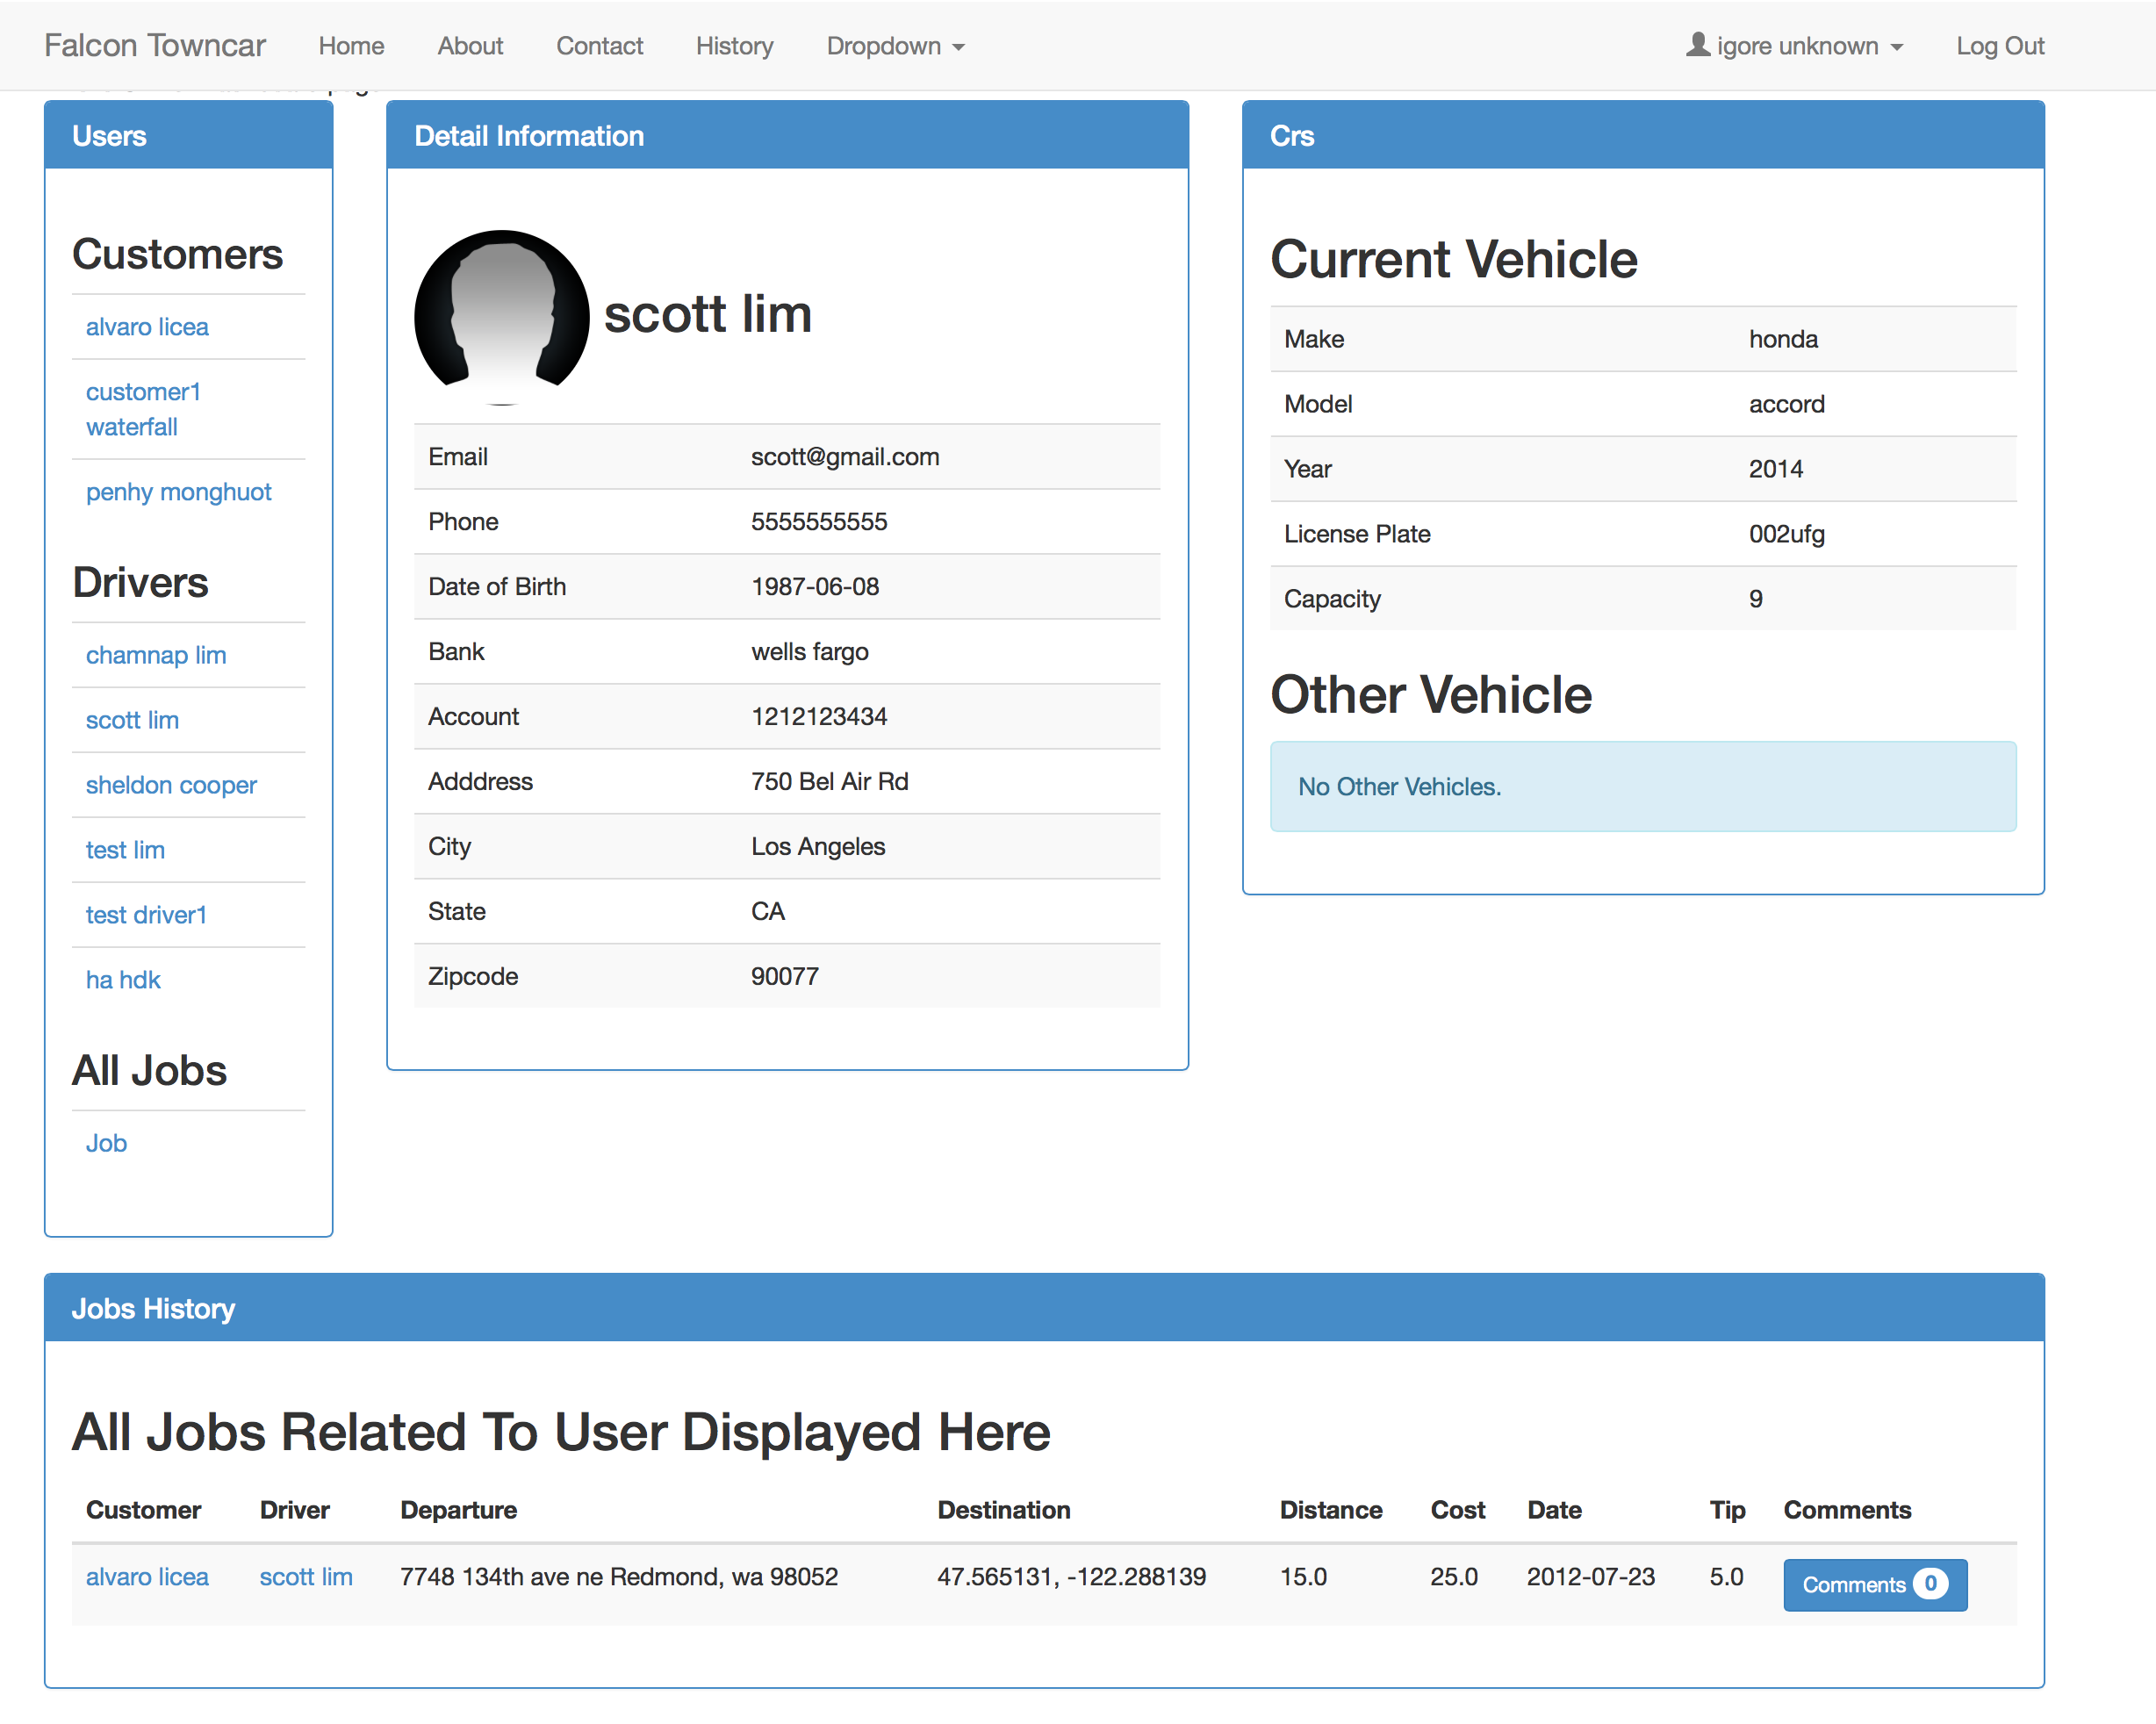 Falcon Towncar Home About Contact History Dropdown igore unknown Log Out
Users
Customers
alvaro licea
customer1
waterfall
penhy monghuot
Drivers
chamnap lim
scott lim
sheldon cooper
test lim
test driver1
ha hdk
All Jobs
Job
Detail Information
scott lim
Email scott@gmail.com
Phone 5555555555
Date of Birth 1987-06-08
Bank wells fargo
Account 1212123434
Adddress 750 Bel Air Rd
City Los Angeles
State CA
Zipcode 90077
Crs
Current Vehicle
Make honda
Model accord
Year 2014
License Plate 002ufg
Capacity 9
Other Vehicle
No Other Vehicles.
Jobs History
All Jobs Related To User Displayed Here
Customer Driver Departure Destination Distance Cost Date Tip Comments
alvaro licea scott lim 7748 134th ave ne Redmond, wa 98052 47.565131, -122.288139 15.0 25.0 2012-07-23 5.0 Comments 0